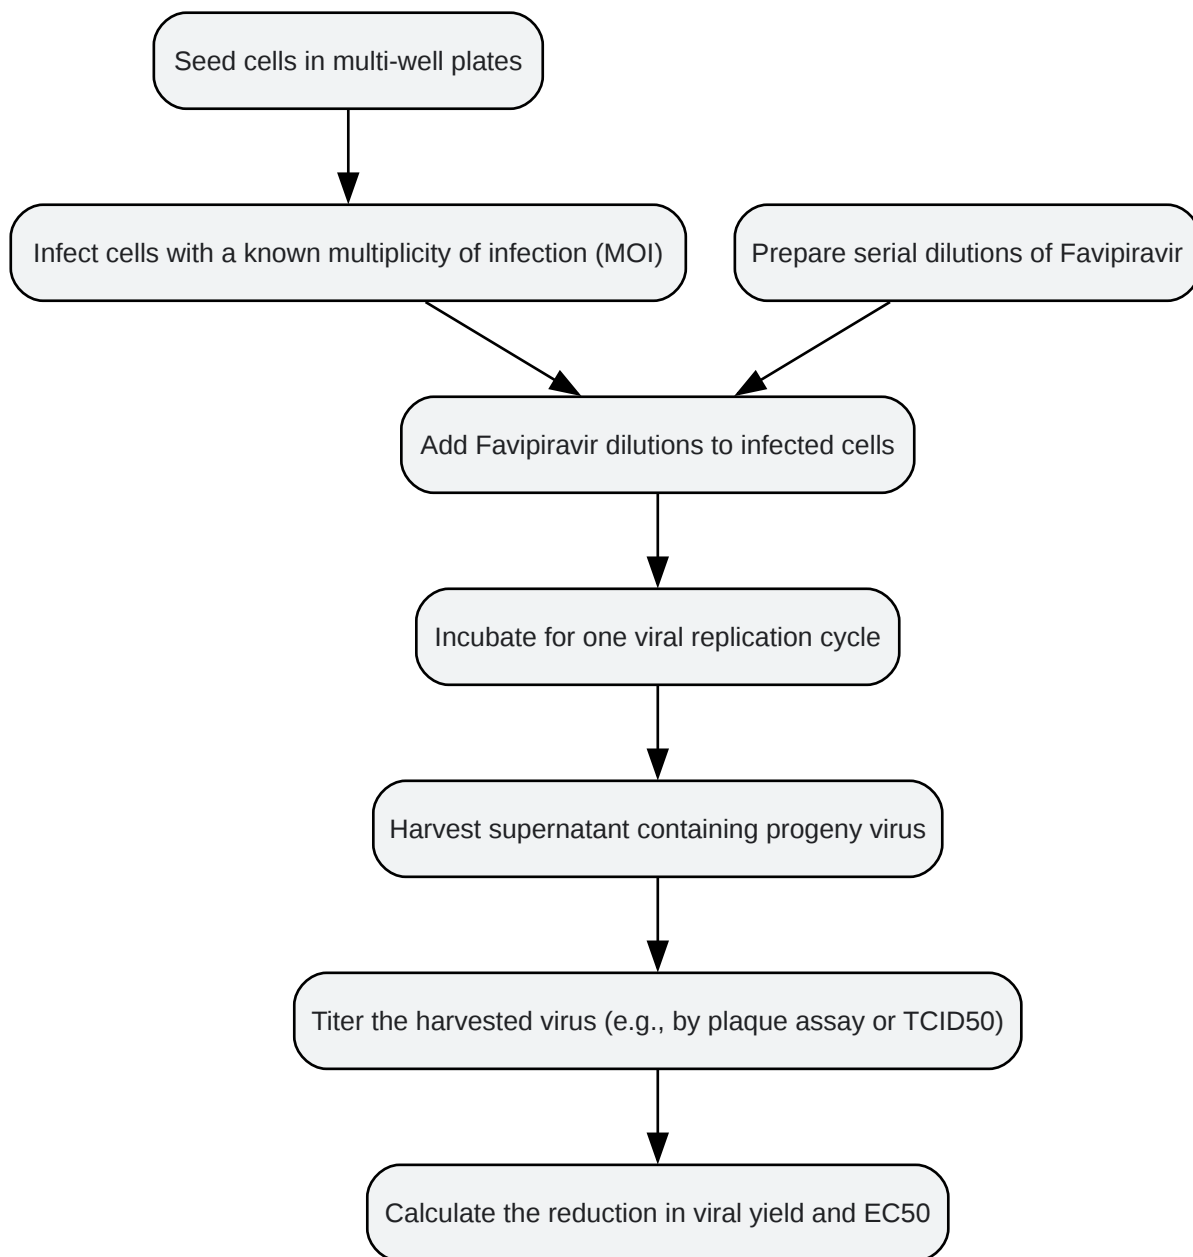 Seed cells in multi-well plates
Infect cells with a known multiplicity of infection (MOI)
Prepare serial dilutions of Favipiravir
Add Favipiravir dilutions to infected cells
Incubate for one viral replication cycle
Harvest supernatant containing progeny virus
Titer the harvested virus (e.g., by plaque assay or TCID50)
Calculate the reduction in viral yield and EC50